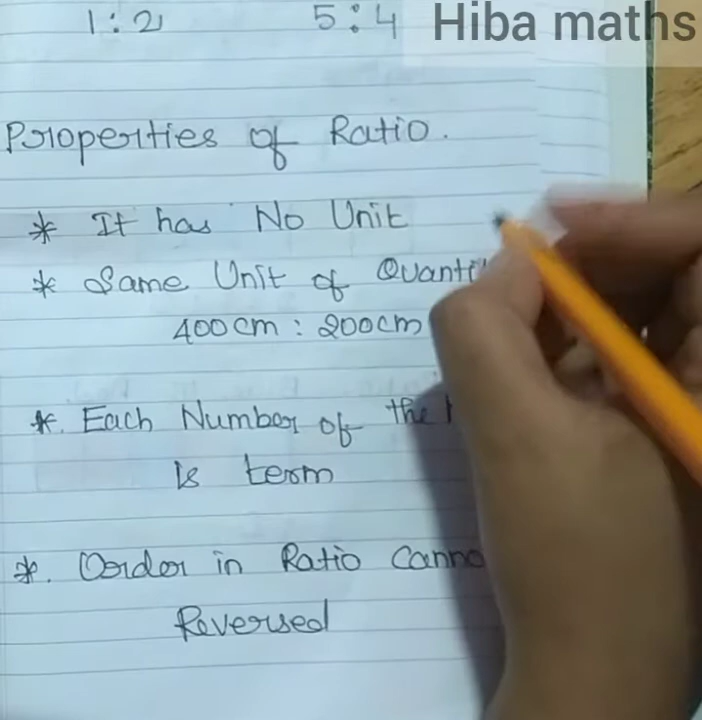 1:2 5:4 Hiba maths
Properties of Ratio.
* It has No Unit
* Same Unit of
400cm : 200cm
*. Each Number of the
is term
*. Order in Ratio
Reversed